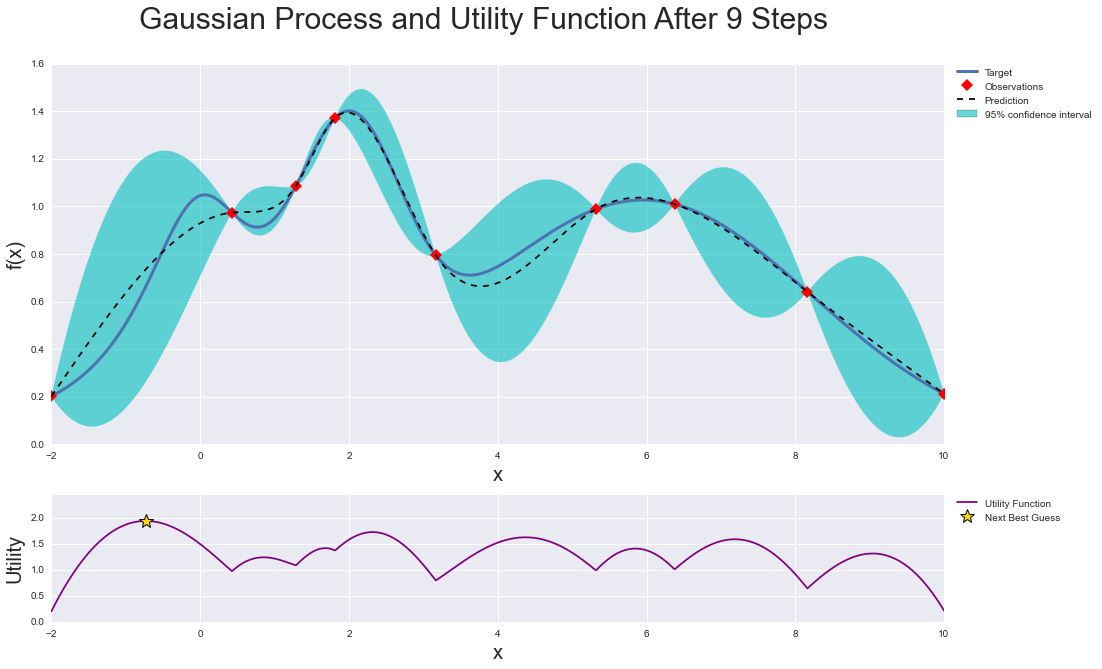 Gaussian Process and Utility Function After 9 Steps
1.6
1.4
1.2
1.0
0.8
0.6
0.4
0.2
0.0
f(x)
−2 0 2 4 6 8 10
x
Target
Observations
Prediction
95% confidence interval
2.0
1.5
1.0
0.5
0.0
Utility
−2 0 2 4 6 8 10
x
Utility Function
Next Best Guess